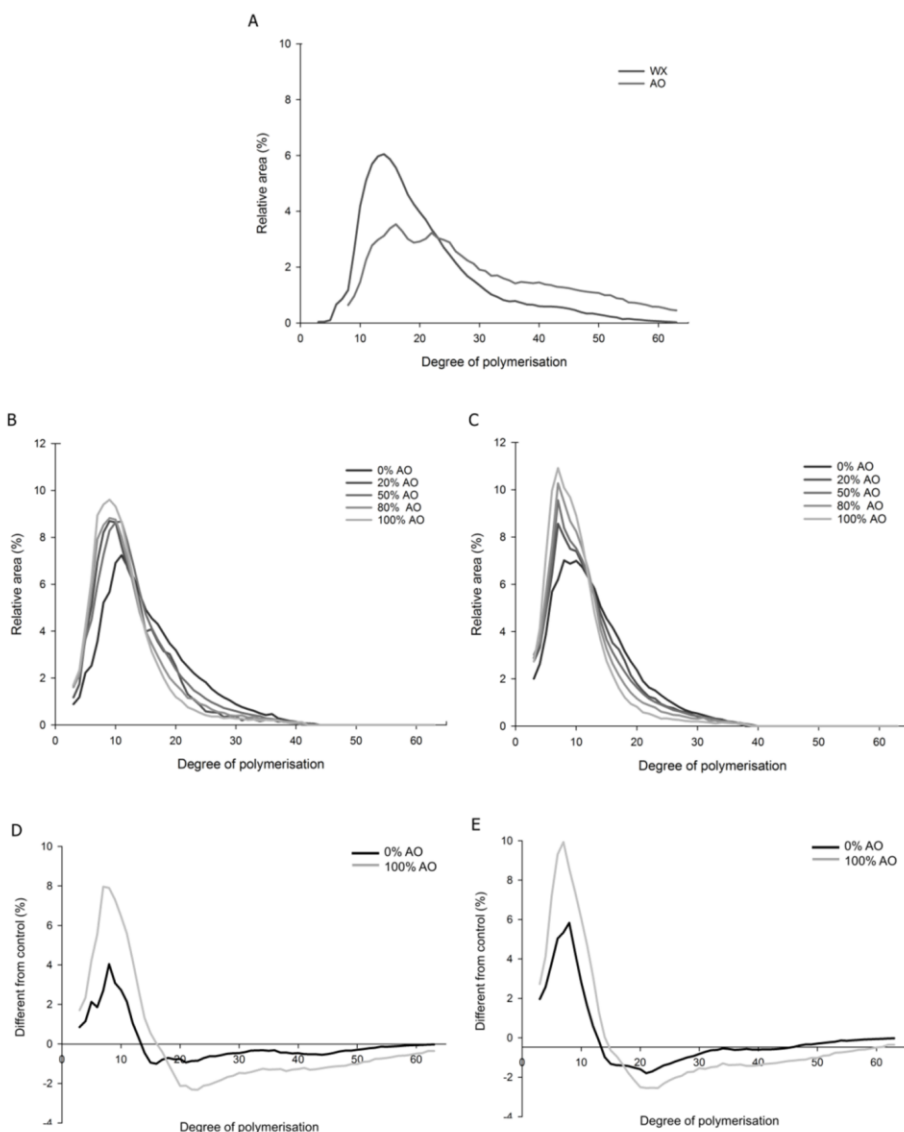 A
10
8
6
4
2
0
Relative area (%)
WX
AO
0 10 20 30 40 50 60
Degree of polymerisation
B
12
10
8
6
4
2
0
Relative area (%)
0% AO
20% AO
50% AO
80% AO
100% AO
0 10 20 30 40 50 60
Degree of polymerisation
C
12
10
8
6
4
2
0
Relative area (%)
0% AO
20% AO
50% AO
80% AO
100% AO
0 10 20 30 40 50 60
Degree of polymerisation
D
10
8
6
4
2
0
-2
-4
Different from control (%)
0% AO
100% AO
0 10 20 30 40 50 60
Degree of polymerisation
E
10
8
6
4
2
0
-2
-4
Different from control (%)
0% AO
100% AO
0 10 20 30 40 50 60
Degree of polymerisation